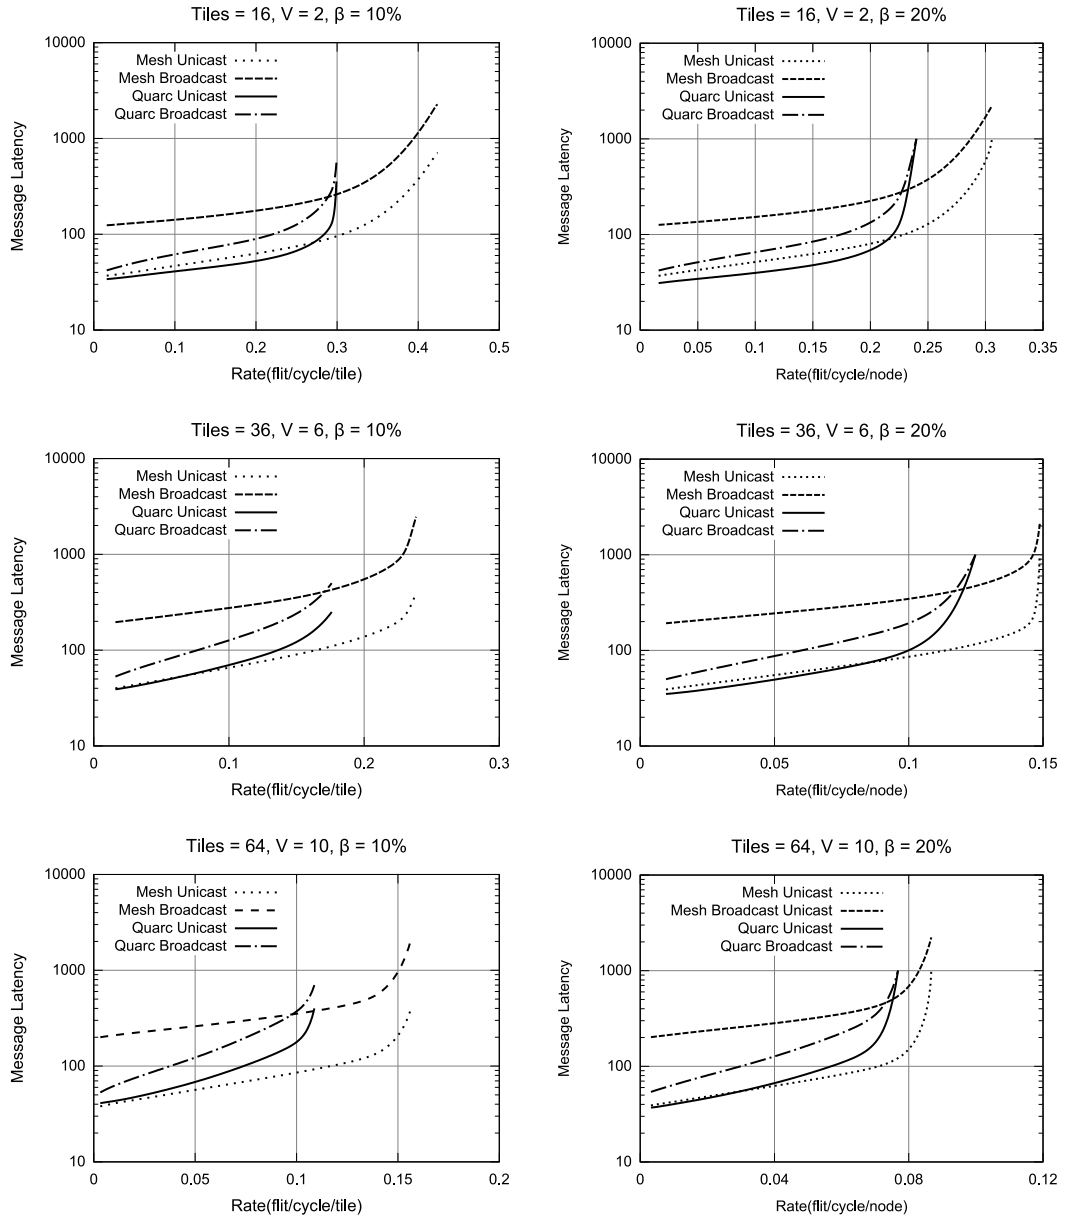 Tiles = 16, V = 2, β = 10%
10000
1000
100
10
Message Latency
Mesh Unicast
Mesh Broadcast
Quarc Unicast
Quarc Broadcast
0 0.1 0.2 0.3 0.4 0.5
Rate(flit/cycle/tile)
Tiles = 16, V = 2, β = 20%
10000
1000
100
10
Message Latency
Mesh Unicast
Mesh Broadcast
Quarc Unicast
Quarc Broadcast
0 0.05 0.1 0.15 0.2 0.25 0.3 0.35
Rate(flit/cycle/node)
Tiles = 36, V = 6, β = 10%
10000
1000
100
10
Message Latency
Mesh Unicast
Mesh Broadcast
Quarc Unicast
Quarc Broadcast
0 0.1 0.2 0.3
Rate(flit/cycle/tile)
Tiles = 36, V = 6, β = 20%
10000
1000
100
10
Message Latency
Mesh Unicast
Mesh Broadcast
Quarc Unicast
Quarc Broadcast
0 0.05 0.1 0.15
Rate(flit/cycle/node)
Tiles = 64, V = 10, β = 10%
10000
1000
100
10
Message Latency
Mesh Unicast
Mesh Broadcast
Quarc Unicast
Quarc Broadcast
0 0.05 0.1 0.15 0.2
Rate(flit/cycle/tile)
Tiles = 64, V = 10, β = 20%
10000
1000
100
10
Message Latency
Mesh Unicast
Mesh Broadcast Unicast
Quarc Unicast
Quarc Broadcast
0 0.04 0.08 0.12
Rate(flit/cycle/node)